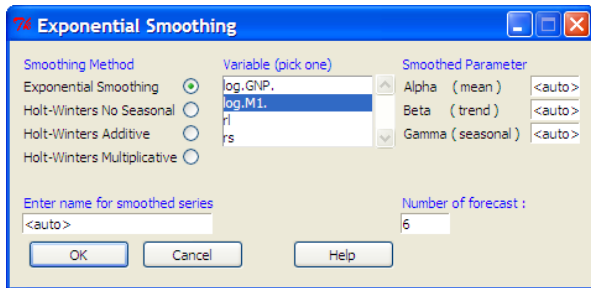 Exponential Smoothing
Smoothing Method
Exponential Smoothing
Holt-Winters No Seasonal
Holt-Winters Additive
Holt-Winters Multiplicative
Variable (pick one)
log.GNP.
log.M1.
rl
rs
Smoothed Parameter
Alpha ( mean ) <auto>
Beta ( trend ) <auto>
Gamma ( seasonal ) <auto>
Enter name for smoothed series
<auto>
Number of forecast :
6
OK Cancel Help